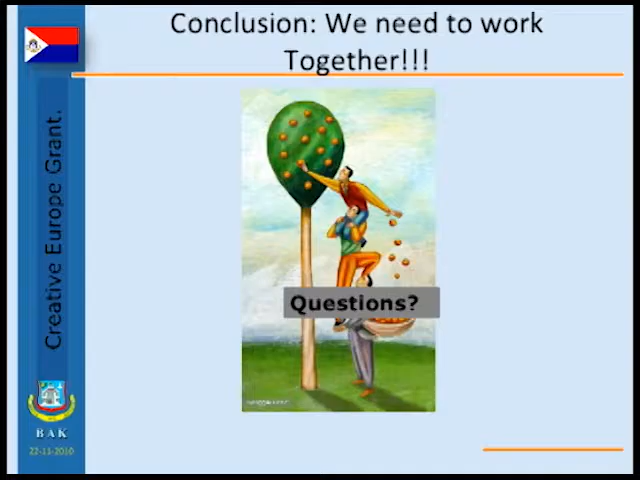 Conclusion: We need to work
Together!!!
Creative Europe Grant.
Questions?
BAK
22-11-2010